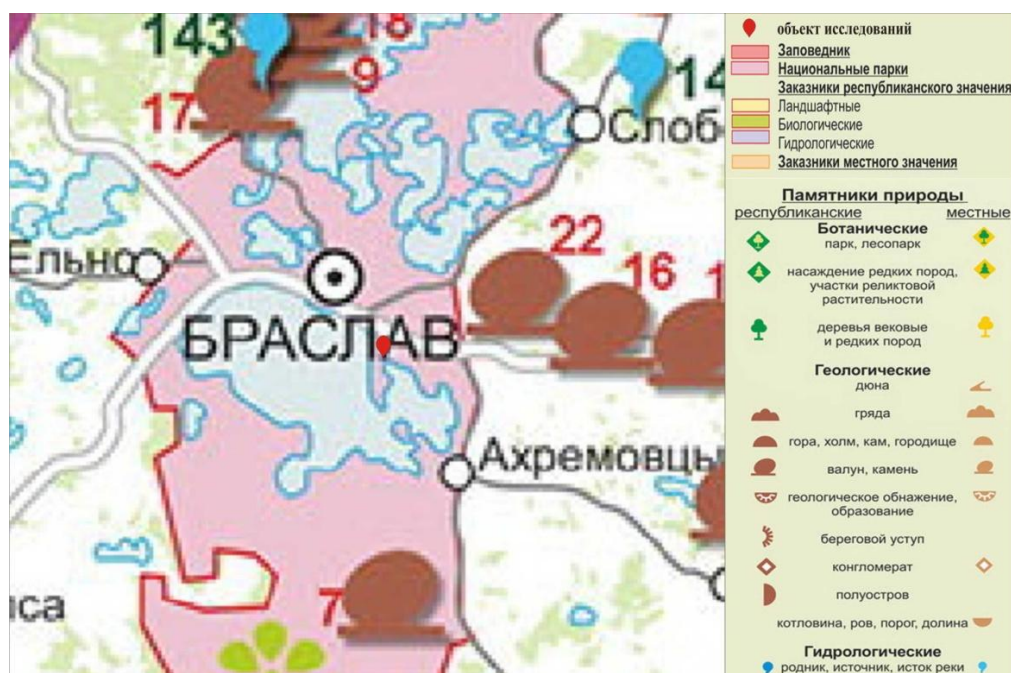 143
18
9
17
14
Слоб
Ельно
22
16
1
БРАСЛАВ
Ахремовцы
7
са
объект исследований
Заповедник
Национальные парки
Заказники республиканского значения
Ландшафтные
Биологические
Гидрологические
Заказники местного значения
Памятники природы
республиканские местные
Ботанические
парк, лесопарк
насаждение редких пород,
участки реликтовой
растительности
деревья вековые
и редких пород
Геологические
дюна
гряда
гора, холм, кам, городище
валун, камень
геологическое обнажение,
образование
береговой уступ
конгломерат
полуостров
котловина, ров, порог, долина
Гидрологические
родник, источник, исток реки